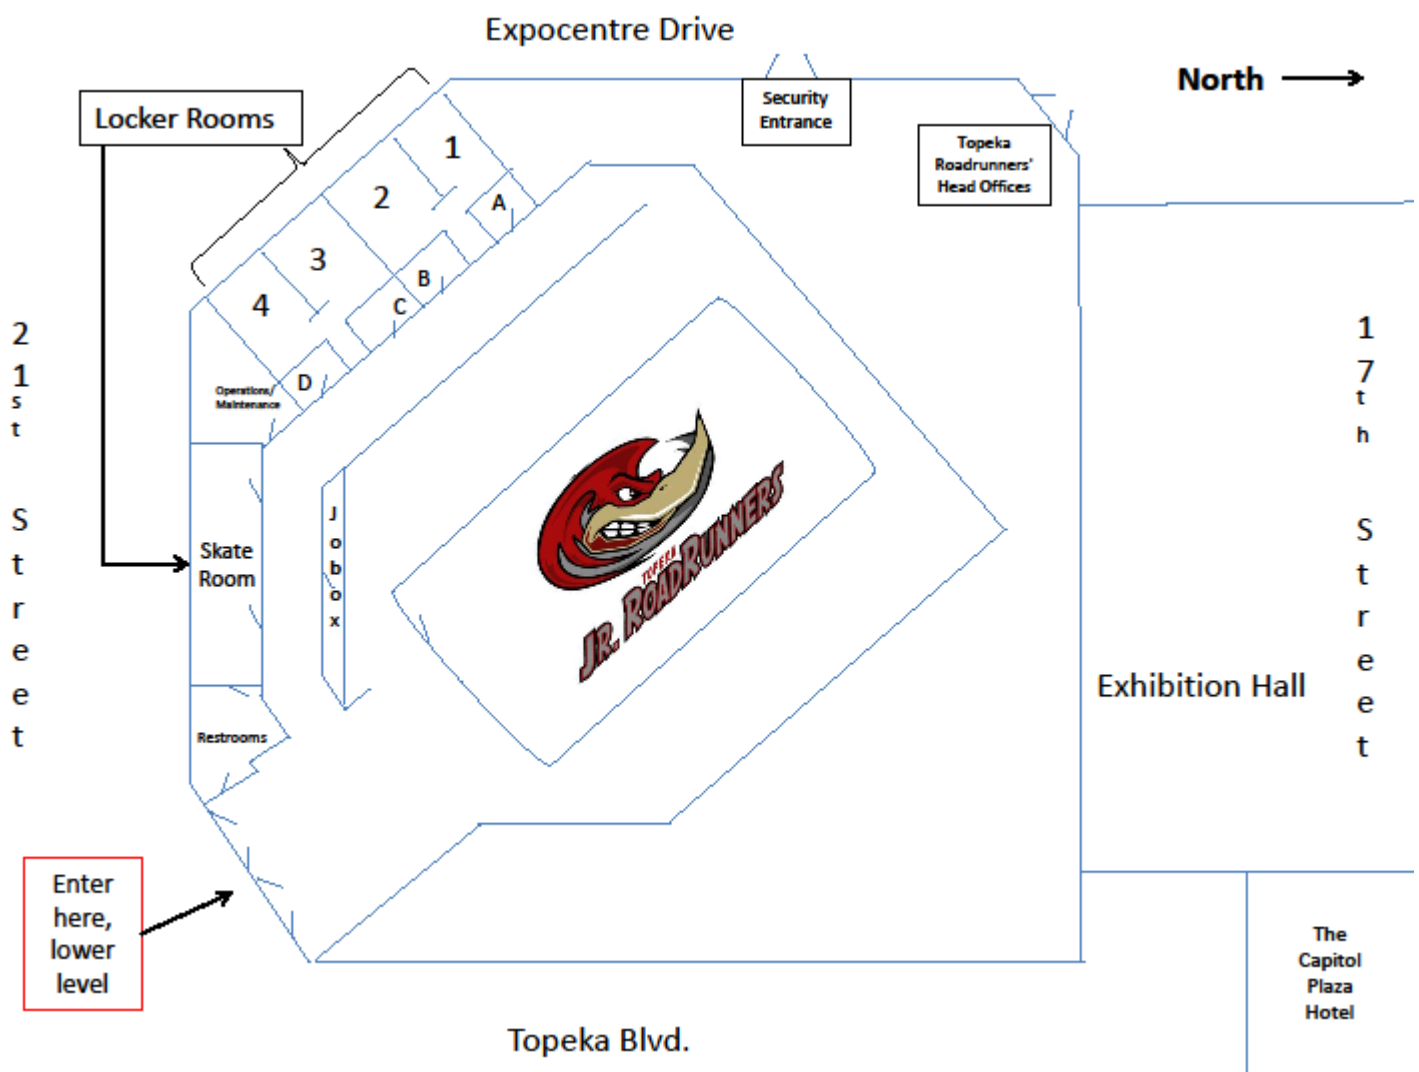 Expocentre Drive
North
Locker Rooms
Security
Entrance
Topeka
Roadrunners'
Head Offices
1
2
3
4
A
B
C
D
Operations/
Maintenance
21st Street
17th Street
Jobox
Skate
Room
TOPEKA
JR. ROADRUNNERS
Exhibition Hall
Restrooms
Enter
here,
lower
level
The
Capitol
Plaza
Hotel
Topeka Blvd.